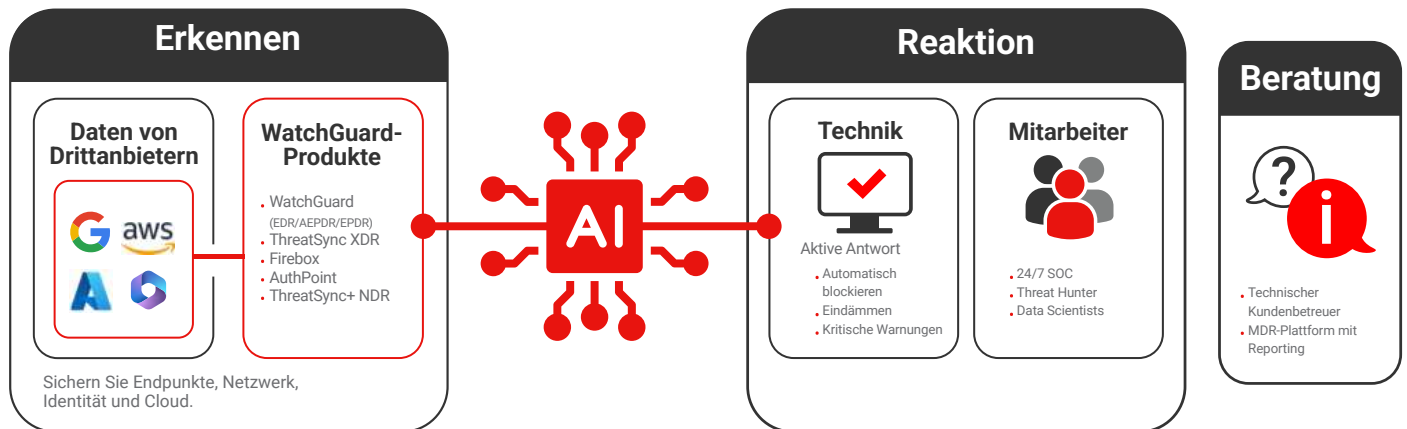 Erkennen
Daten von
Drittanbietern
G
aws
WatchGuard-
Produkte
WatchGuard
(EDR/AEPDR/EPDR)
ThreatSync XDR
Firebox
AuthPoint
ThreatSync+ NDR
Sichern Sie Endpunkte, Netzwerk,
Identität und Cloud.
AI
Reaktion
Technik
Aktive Antwort
Automatisch
blockieren
Eindämmen
Kritische Warnungen
Mitarbeiter
24/7 SOC
Threat Hunter
Data Scientists
Beratung
?
i
Technischer
Kundenbetreuer
MDR-Plattform mit
Reporting